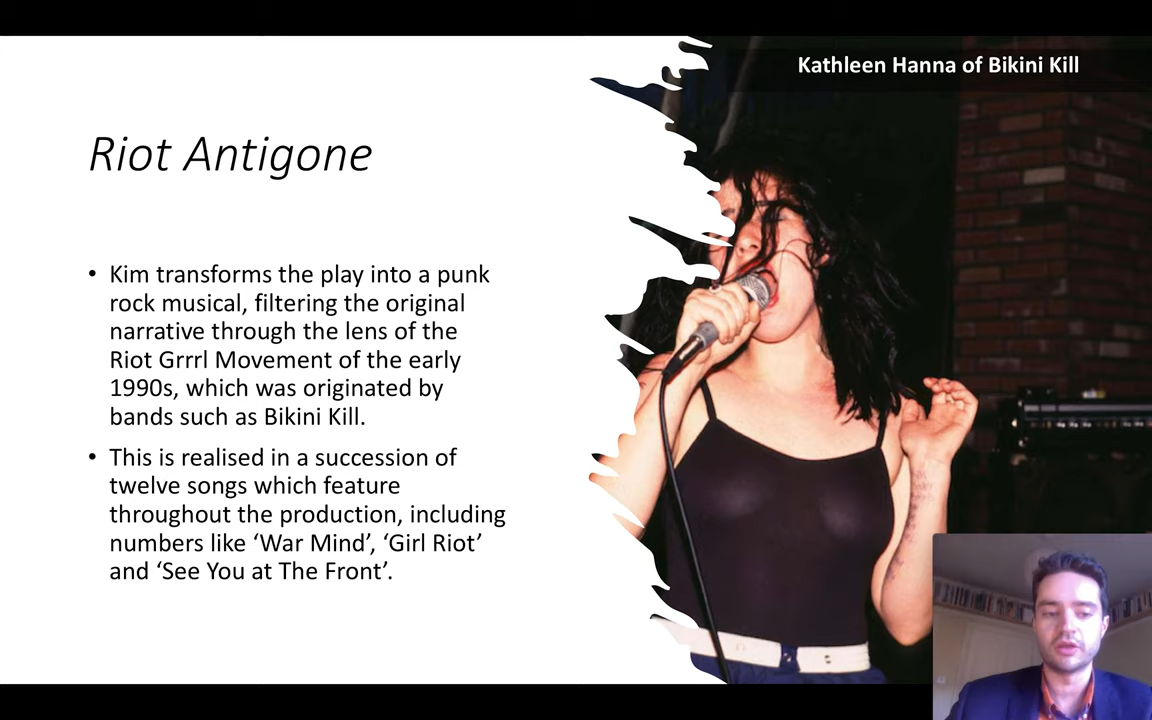 Kathleen Hanna of Bikini Kill
Riot Antigone
• Kim transforms the play into a punk
rock musical, filtering the original
narrative through the lens of the
Riot Grrrl Movement of the early
1990s, which was originated by
bands such as Bikini Kill.
• This is realised in a succession of
twelve songs which feature
throughout the production, including
numbers like ‘War Mind’, ‘Girl Riot’
and ‘See You at The Front’.